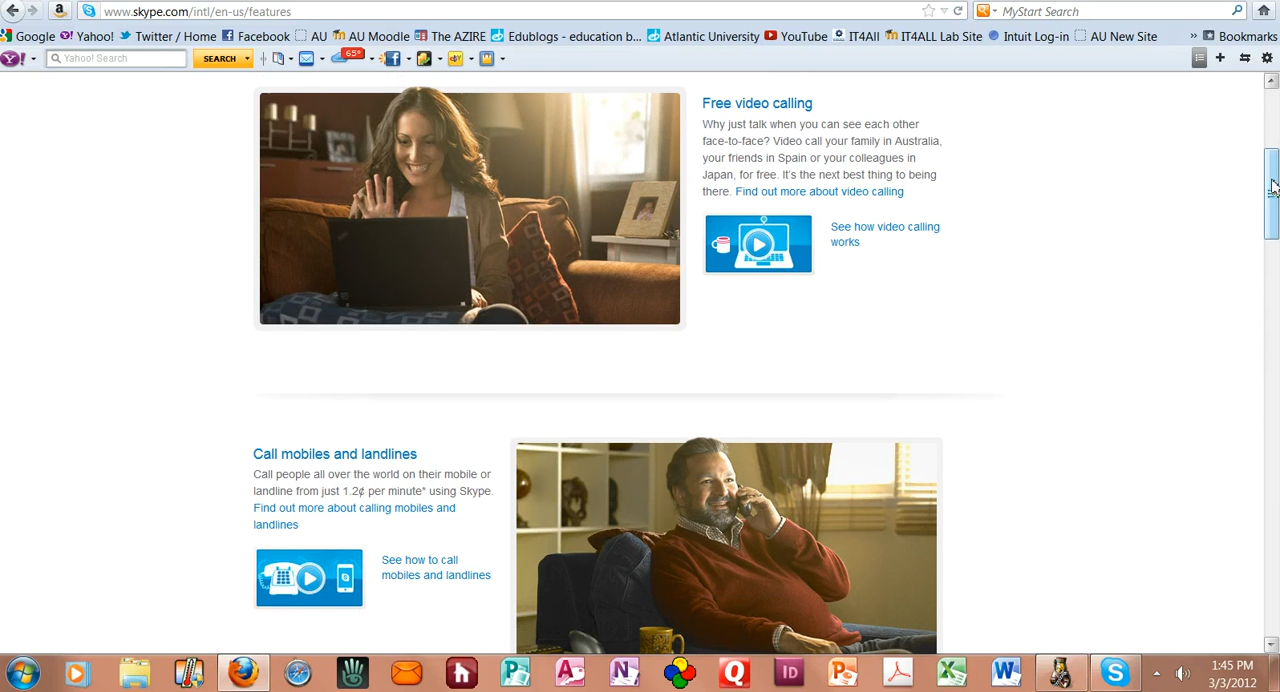 www.skype.com/intl/en-us/features
MyStart Search
Google Yahoo! Twitter / Home Facebook AU AU Moodle The AZIRE Edublogs - education b... Atlantic University YouTube IT4All IT4ALL Lab Site Intuit Log-in AU New Site » Bookmarks
Y! Yahoo! Search SEARCH 65°
Free video calling
Why just talk when you can see each other
face-to-face? Video call your family in Australia,
your friends in Spain or your colleagues in
Japan, for free. It's the next best thing to being
there. Find out more about video calling
See how video calling
works
Call mobiles and landlines
Call people all over the world on their mobile or
landline from just 1.2¢ per minute* using Skype.
Find out more about calling mobiles and
landlines
See how to call
mobiles and landlines
1:45 PM
3/3/2012